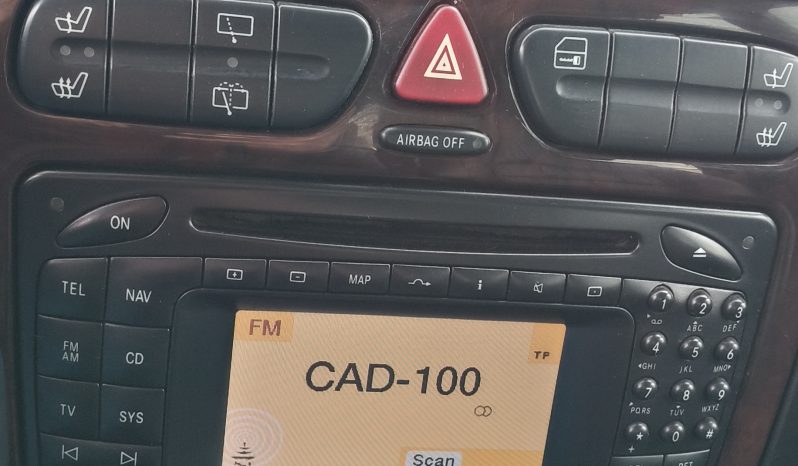 AIRBAG OFF
ON
TEL
NAV
MAP
i
FM
AM
CD
TV
SYS
FM
TP
CAD-100
Scan
1
2
3
ABC
DEF
4
5
6
GHI
JKL
MNO
7
8
9
PQRS
TUV
WXYZ
*
0
#
+